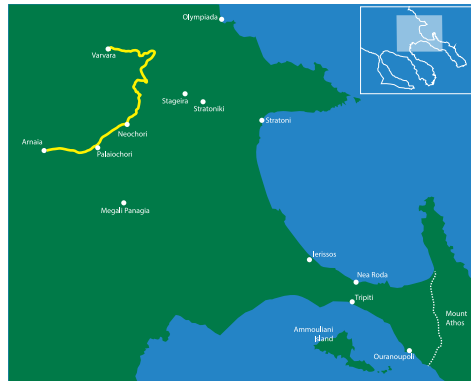 Olympiada
Varvara
Stageira
Stratoniki
Stratoni
Neochori
Arnaia
Palaiochori
Megali Panagia
Ierissos
Nea Roda
Tripiti
Mount
Athos
Ammouliani
Island
Ouranoupoli